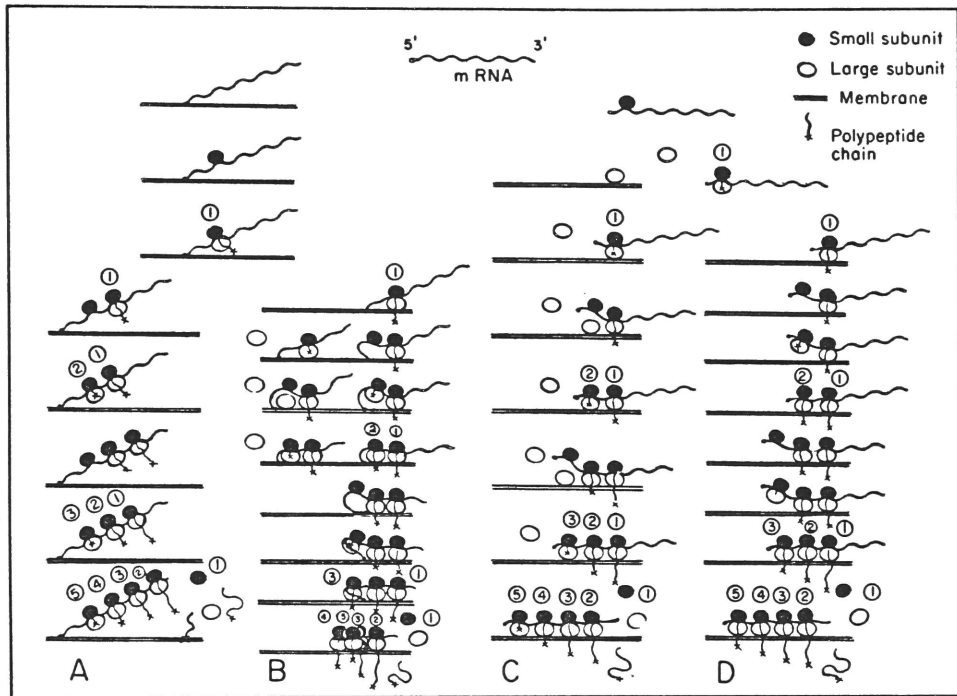 5' 3'
m RNA
Small subunit
Large subunit
Membrane
Polypeptide
chain
①
①
② ①
③ ② ①
⑤ ④ ③ ② ①
A
①
② ①
③ ①
④ ③ ② ①
B
①
② ①
③ ② ①
⑤ ④ ③ ② ①
C
①
①
② ①
③ ② ①
⑤ ④ ③ ② ①
D